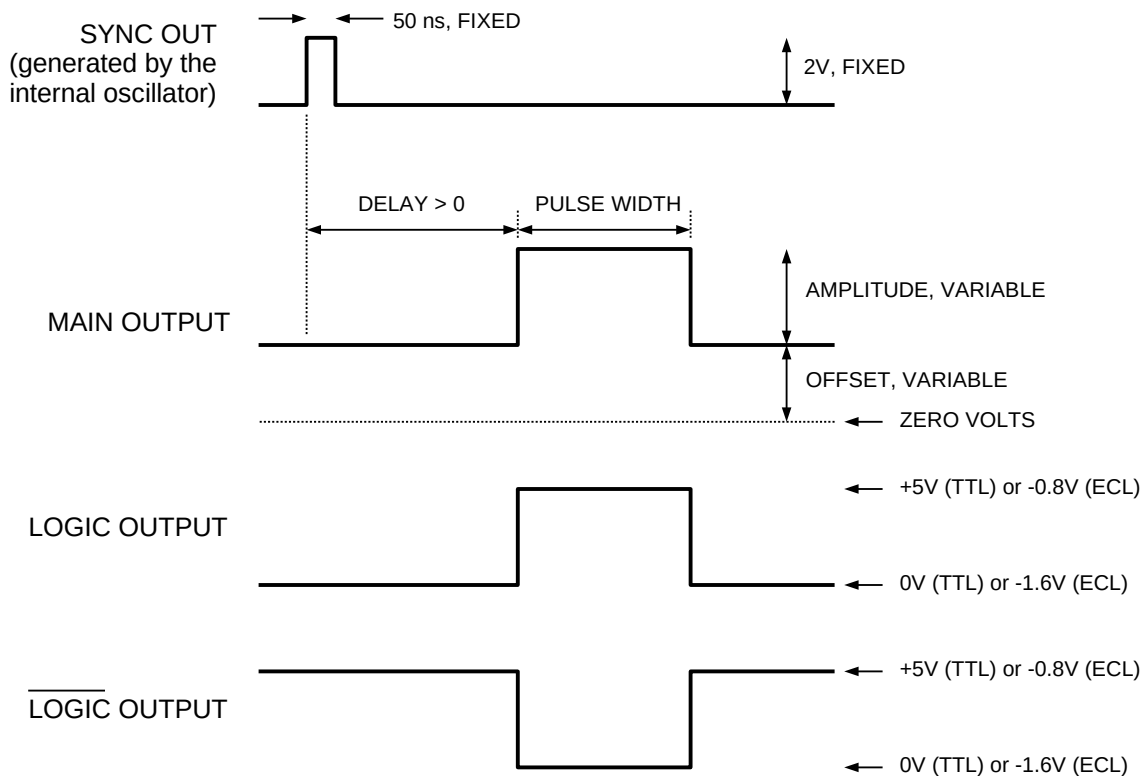 50 ns, FIXED
SYNC OUT
(generated by the
internal oscillator)
2V, FIXED
DELAY > 0
PULSE WIDTH
AMPLITUDE, VARIABLE
MAIN OUTPUT
OFFSET, VARIABLE
ZERO VOLTS
+5V (TTL) or -0.8V (ECL)
LOGIC OUTPUT
0V (TTL) or -1.6V (ECL)
+5V (TTL) or -0.8V (ECL)
LOGIC OUTPUT
0V (TTL) or -1.6V (ECL)